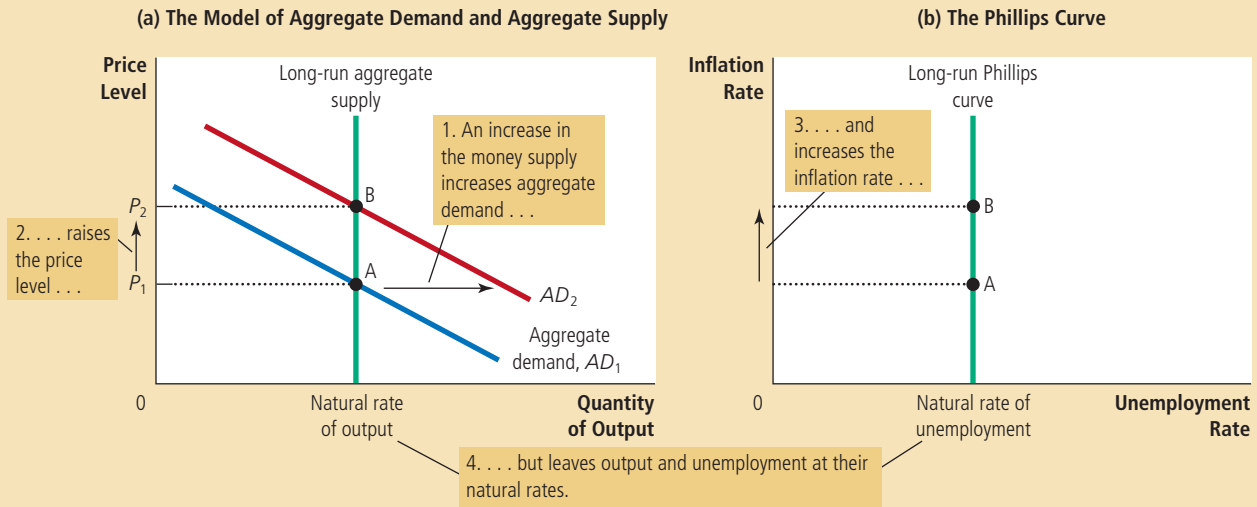 (a) The Model of Aggregate Demand and Aggregate Supply
Price
Level
Long-run aggregate
supply
1. An increase in
the money supply
increases aggregate
demand . . .
B
P2
2. . . . raises
the price
level . . .
A
P1
AD2
Aggregate
demand, AD1
0
Natural rate
of output
Quantity
of Output
(b) The Phillips Curve
Inflation
Rate
Long-run Phillips
curve
3. . . . and
increases the
inflation rate . . .
B
A
0
Natural rate of
unemployment
Unemployment
Rate
4. . . . but leaves output and unemployment at their
natural rates.